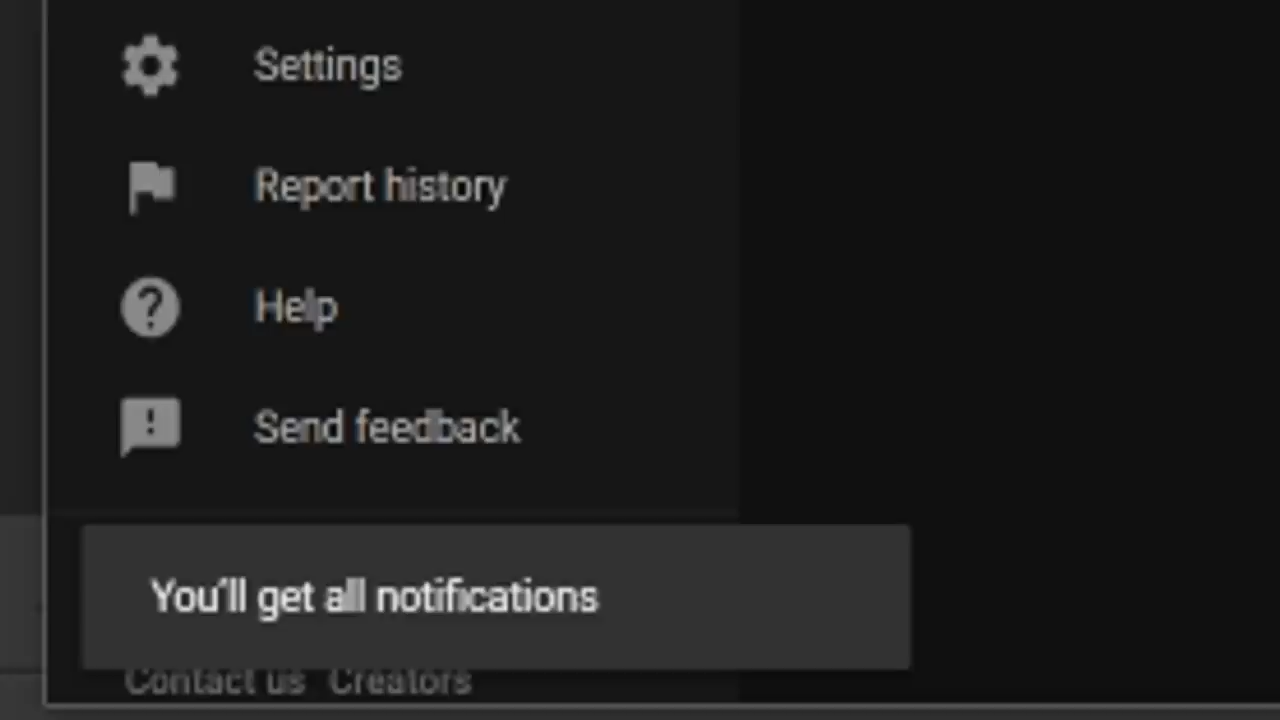 Settings
Report history
Help
Send feedback
You'll get all notifications
Contact us Creators